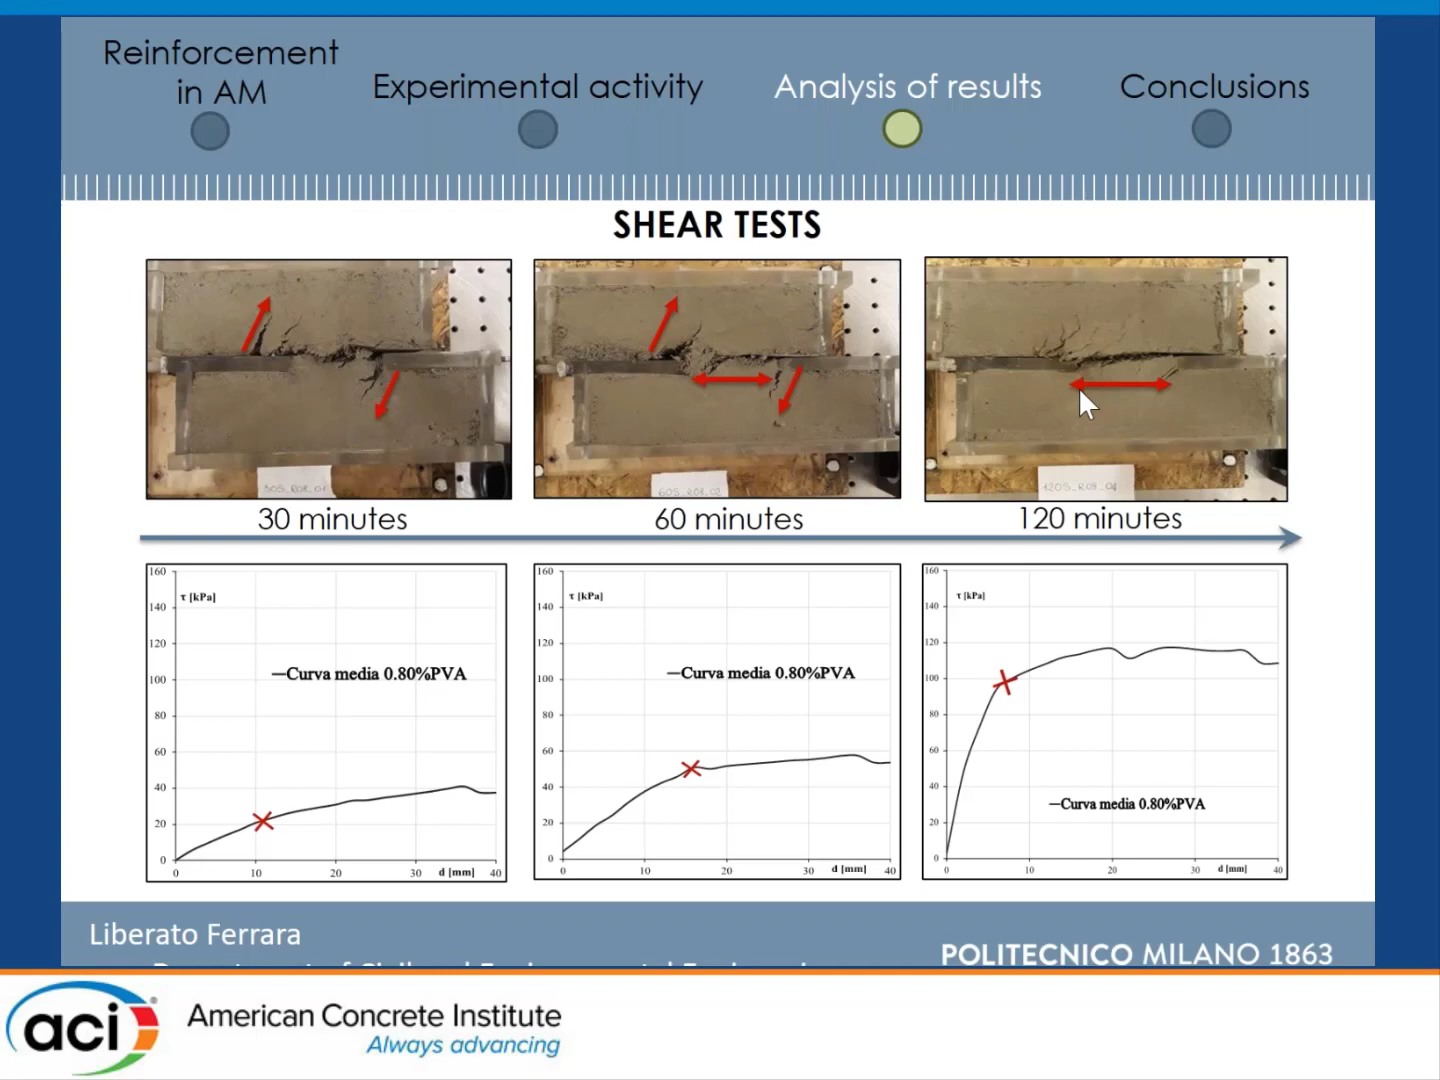 Reinforcement
in AM
Experimental activity
Analysis of results
Conclusions
SHEAR TESTS
30 minutes
60 minutes
120 minutes
160
140
120
100
80
60
40
20
0
τ [kPa]
Curva media 0.80%PVA
0 10 20 30 d [mm] 40
160
140
120
100
80
60
40
20
0
τ [kPa]
Curva media 0.80%PVA
0 10 20 30 d [mm] 40
160
140
120
100
80
60
40
20
0
τ [kPa]
Curva media 0.80%PVA
0 10 20 30 d [mm] 40
Liberato Ferrara
POLITECNICO MILANO 1863
aci
®
American Concrete Institute
Always advancing